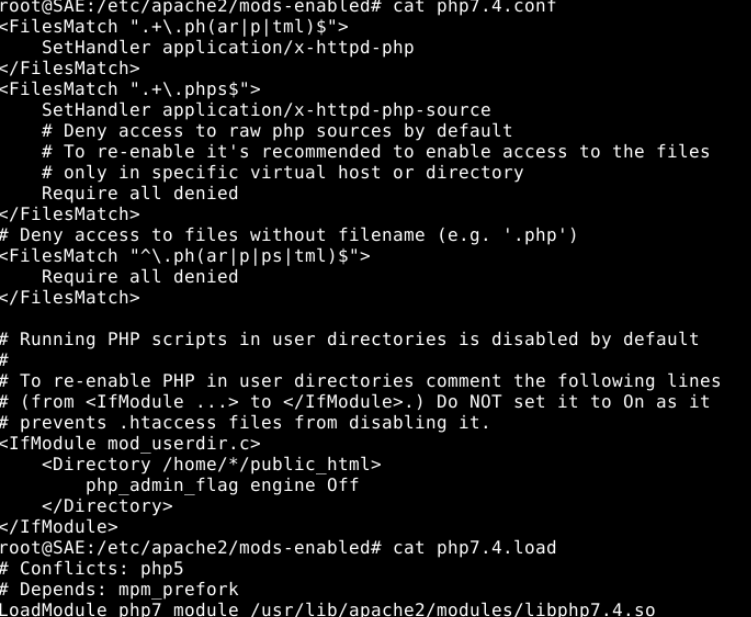 root@SAE:/etc/apache2/mods-enabled# cat php7.4.conf
<FilesMatch ".+\.ph(ar|p|tml)$">
    SetHandler application/x-httpd-php
</FilesMatch>
<FilesMatch ".+\.phps$">
    SetHandler application/x-httpd-php-source
    # Deny access to raw php sources by default
    # To re-enable it's recommended to enable access to the files
    # only in specific virtual host or directory
    Require all denied
</FilesMatch>
# Deny access to files without filename (e.g. '.php')
<FilesMatch "^\.ph(ar|p|ps|tml)$">
    Require all denied
</FilesMatch>

# Running PHP scripts in user directories is disabled by default
#
# To re-enable PHP in user directories comment the following lines
# (from <IfModule ...> to </IfModule>.) Do NOT set it to On as it
# prevents .htaccess files from disabling it.
<IfModule mod_userdir.c>
    <Directory /home/*/public_html>
        php_admin_flag engine Off
    </Directory>
</IfModule>
root@SAE:/etc/apache2/mods-enabled# cat php7.4.load
# Conflicts: php5
# Depends: mpm_prefork
LoadModule php7_module /usr/lib/apache2/modules/libphp7.4.so